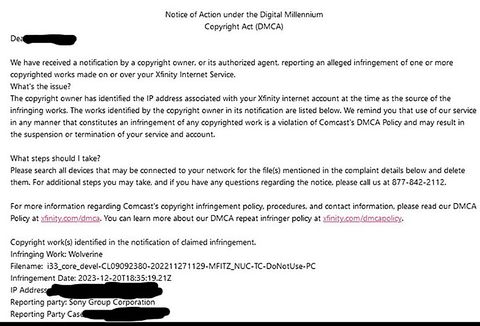 Notice of Action under the Digital Millennium
Copyright Act (DMCA)
Dea
We have received a notification by a copyright owner, or its authorized agent, reporting an alleged infringement of one or more
copyrighted works made on or over your Xfinity Internet Service.
What's the issue?
The copyright owner has identified the IP address associated with your Xfinity internet account at the time as the source of the
infringing works. The works identified by the copyright owner in its notification are listed below. We remind you that use of our service
in any manner that constitutes an infringement of any copyrighted work is a violation of Comcast's DMCA Policy and may result in
the suspension or termination of your service and account.
What steps should I take?
Please search all devices that may be connected to your network for the file(s) mentioned in the complaint details below and delete
them. For additional steps you may take, and if you have any questions regarding the notice, please call us at 877-842-2112.
For more information regarding Comcast's copyright infringement policy, procedures, and contact information, please read our DMCA
Policy at xfinity.com/dmca. You can learn more about our DMCA repeat infringer policy at xfinity.com/dmcapolicy.
Copyright work(s) identified in the notification of claimed infringement.
Infringing Work: Wolverine
Filename: i33_core_devel-CL09092380-202211271129-MFITZ_NUC-TC-DoNotUse-PC
Infringement Date: 2023-12-20T18:35:19.21Z
IP Address
Reporting party: Sony Group Corporation
Reporting Party Case